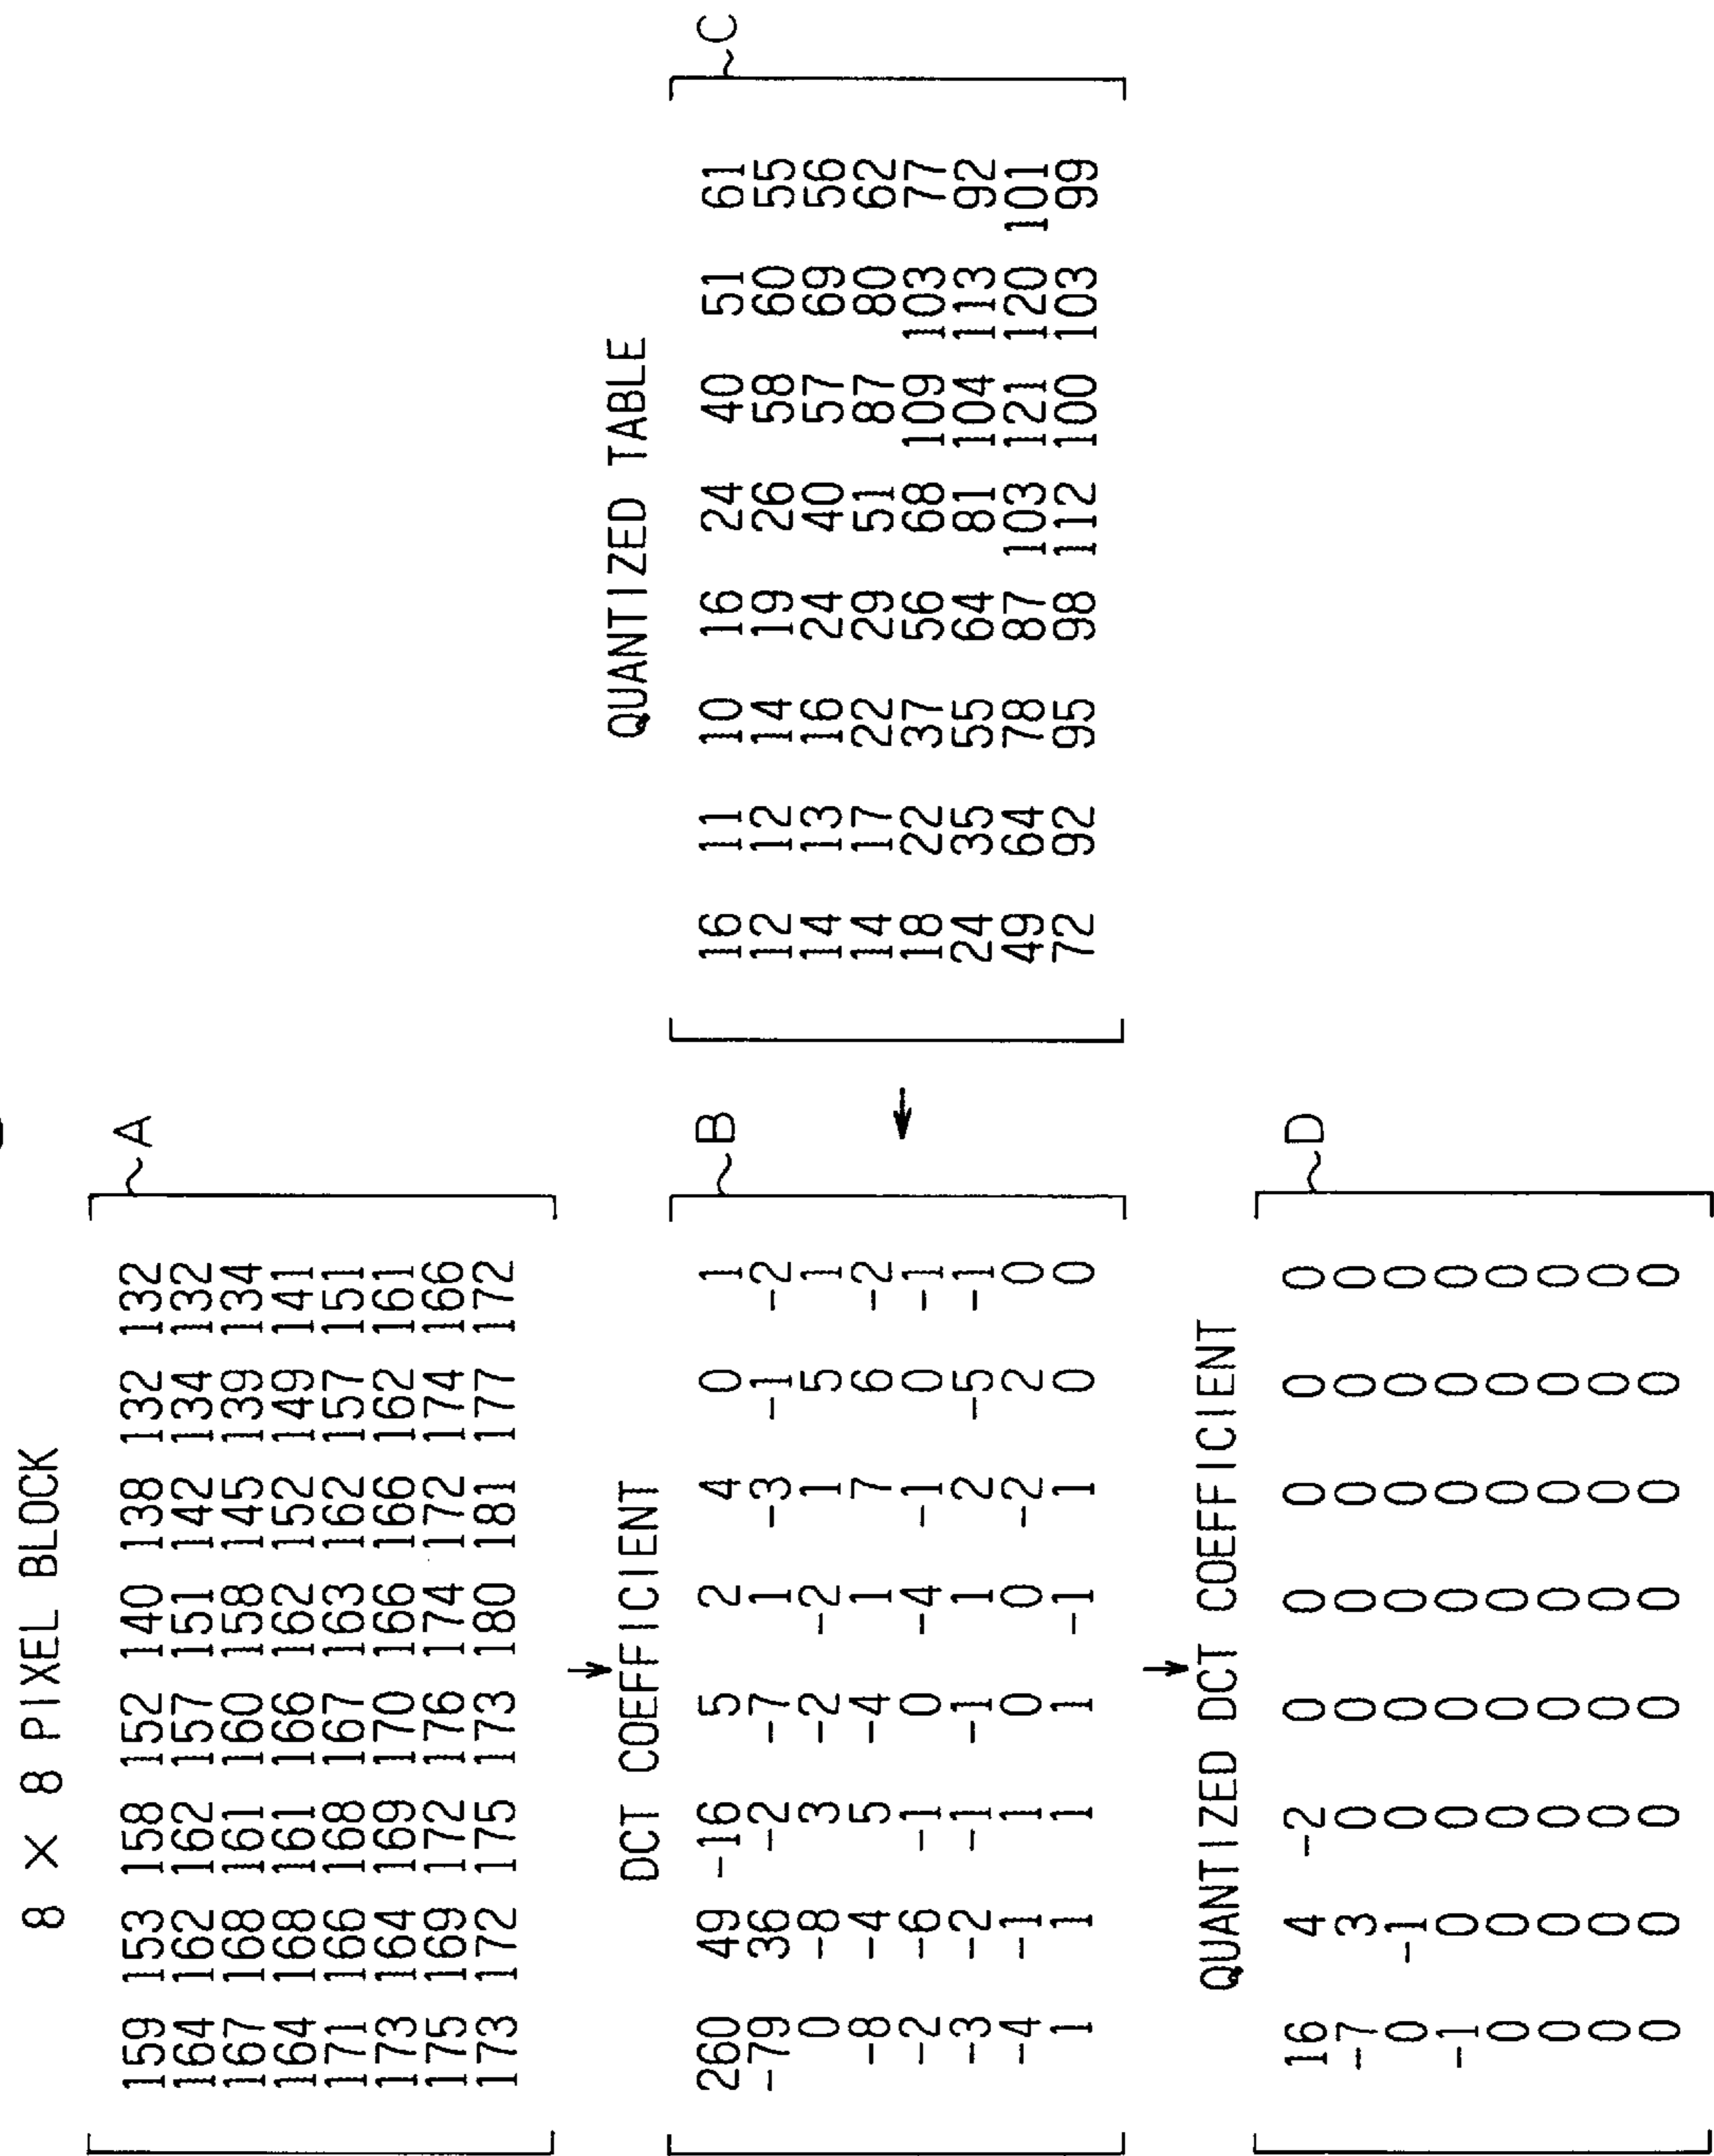 8 × 8 PIXEL BLOCK
159 153 158 152 140 138 132 132
164 162 162 157 151 142 134 132
167 168 161 160 158 145 139 134
164 168 161 166 162 152 149 141
171 166 168 167 163 162 157 151
173 164 169 170 166 166 162 161
175 169 172 176 174 172 174 166
173 172 175 173 180 181 177 172
A
DCT COEFFICIENT
260 49 -16 5 2 4 0 1
-79 36 -2 -7 1 -3 -1 -2
0 -8 3 -2 -2 1 5 1
-8 -4 5 -4 1 7 6 -2
-2 -6 -1 0 -4 -1 0 -1
-3 -2 -1 -1 1 2 -5 -1
-4 -1 1 0 0 -2 2 0
1 1 1 1 -1 1 0 0
B
QUANTIZED TABLE
16 11 10 16 24 40 51 61
12 12 14 19 26 58 60 55
14 13 16 24 40 57 69 56
14 17 22 29 51 87 80 62
18 22 37 56 68 109 103 77
24 35 55 64 81 104 113 92
49 64 78 87 103 121 120 101
72 92 95 98 112 100 103 99
C
QUANTIZED DCT COEFFICIENT
16 4 -2 0 0 0 0 0
-7 3 0 0 0 0 0 0
0 -1 0 0 0 0 0 0
-1 0 0 0 0 0 0 0
0 0 0 0 0 0 0 0
0 0 0 0 0 0 0 0
0 0 0 0 0 0 0 0
0 0 0 0 0 0 0 0
D